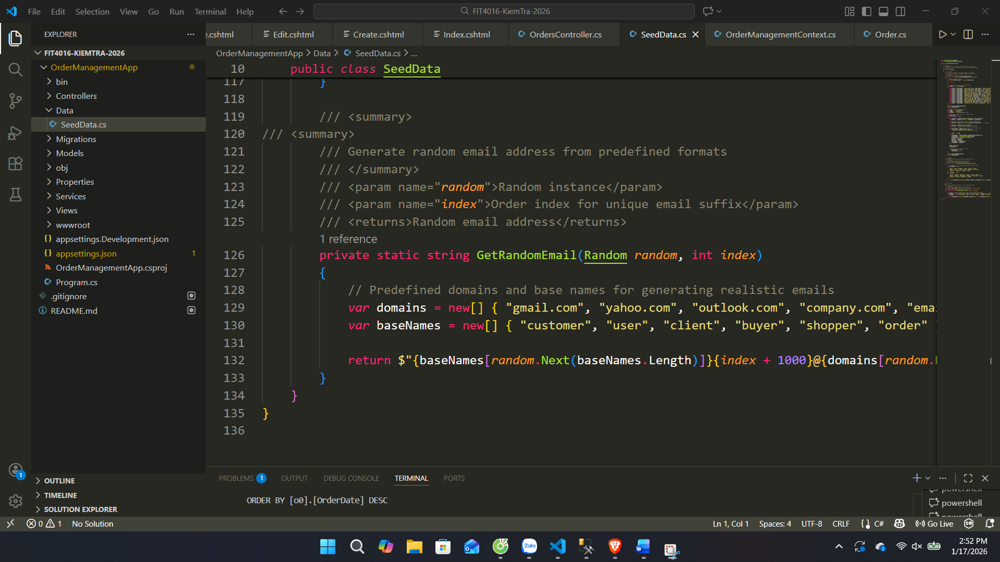 File Edit Selection View Go Run Terminal Help
FIT4016-KiemTra-2026
EXPLORER
e.cshtml Edit.cshtml Create.cshtml Index.cshtml OrdersController.cs SeedData.cs OrderManagementContext.cs Order.cs
FIT4016-KIEMTRA-2026
OrderManagementApp
bin
Controllers
Data
SeedData.cs
Migrations
Models
obj
Properties
Services
Views
wwwroot
appsettings.Development.json
appsettings.json 1
OrderManagementApp.csproj
Program.cs
.gitignore
README.md
OUTLINE
TIMELINE
SOLUTION EXPLORER
OrderManagementApp > Data > SeedData.cs > ...
10 public class SeedData
117 }
118
119 /// <summary>
120 /// <summary>
121 /// Generate random email address from predefined formats
122 /// </summary>
123 /// <param name="random">Random instance</param>
124 /// <param name="index">Order index for unique email suffix</param>
125 /// <returns>Random email address</returns>
1 reference
126 private static string GetRandomEmail(Random random, int index)
127 {
128 // Predefined domains and base names for generating realistic emails
129 var domains = new[] { "gmail.com", "yahoo.com", "outlook.com", "company.com", "emai
130 var baseNames = new[] { "customer", "user", "client", "buyer", "shopper", "order" }
131
132 return $"{baseNames[random.Next(baseNames.Length)]}{index + 1000}@{domains[random.
133 }
134 }
135 }
136
PROBLEMS 1 OUTPUT DEBUG CONSOLE TERMINAL PORTS
ORDER BY [o0].[OrderDate] DESC
powershell
powershell
powershell
1
0 1 No Solution
Ln 1, Col 1 Spaces: 4 UTF-8 CRLF C# Go Live
Zalo
2:52 PM
1/17/2026